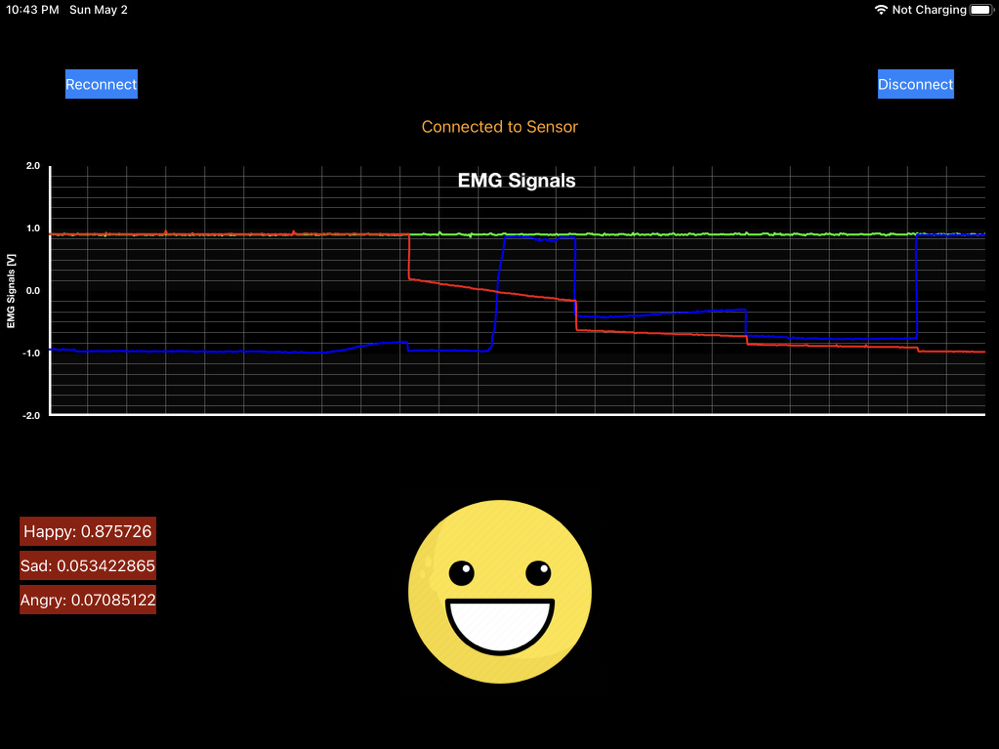 10:43 PM Sun May 2
Not Charging
Reconnect
Disconnect
Connected to Sensor
EMG Signals
2.0
1.0
0.0
-1.0
-2.0
EMG Signals [V]
Happy: 0.875726
Sad: 0.053422865
Angry: 0.07085122